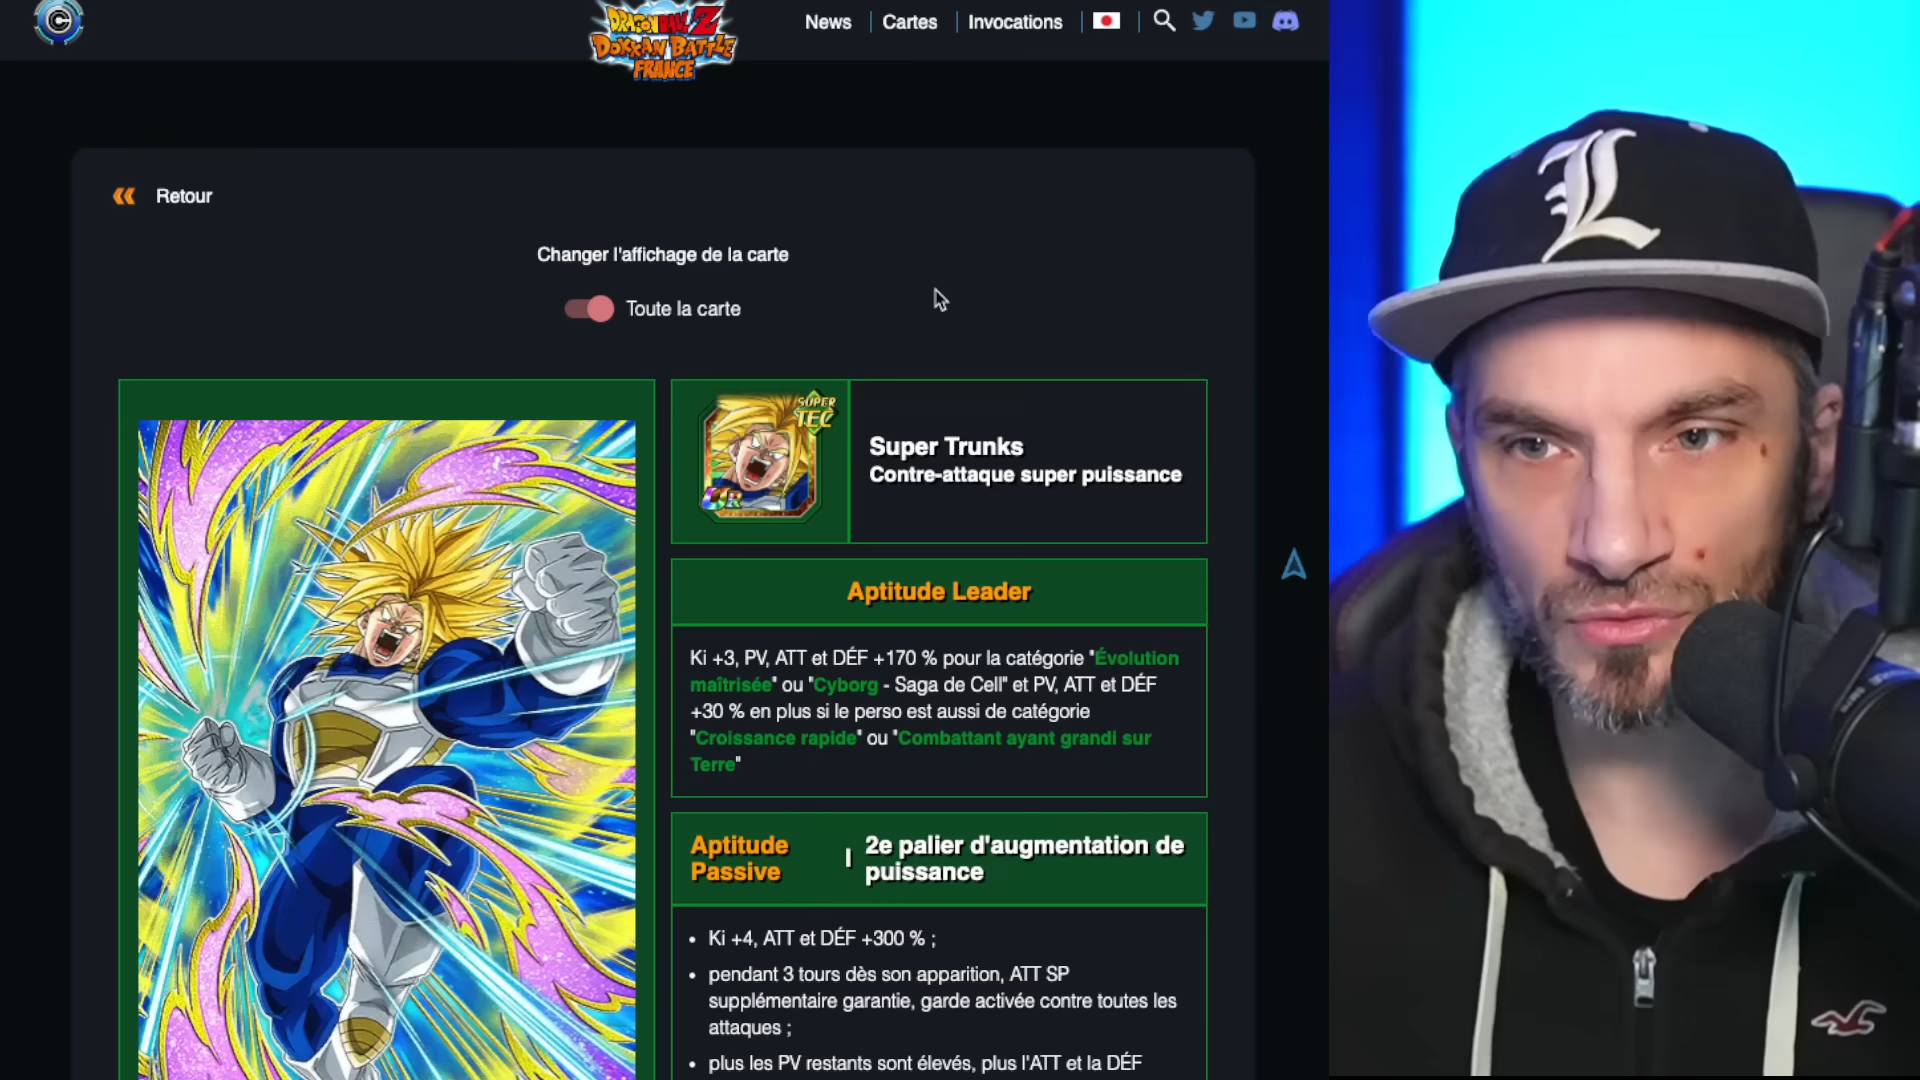 DRAGON BALL Z
DOKKAN BATTLE
FRANCE
News
Cartes
Invocations
Retour
Changer l'affichage de la carte
Toute la carte
SUPER
TEC
UR
Super Trunks
Contre-attaque super puissance
Aptitude Leader
Ki +3, PV, ATT et DÉF +170 % pour la catégorie "Évolution
maîtrisée" ou "Cyborg - Saga de Cell" et PV, ATT et DÉF
+30 % en plus si le perso est aussi de catégorie
"Croissance rapide" ou "Combattant ayant grandi sur
Terre"
Aptitude
Passive
2e palier d'augmentation de
puissance
• Ki +4, ATT et DÉF +300 % ;
• pendant 3 tours dès son apparition, ATT SP
supplémentaire garantie, garde activée contre toutes les
attaques ;
• plus les PV restants sont élevés, plus l'ATT et la DÉF
L